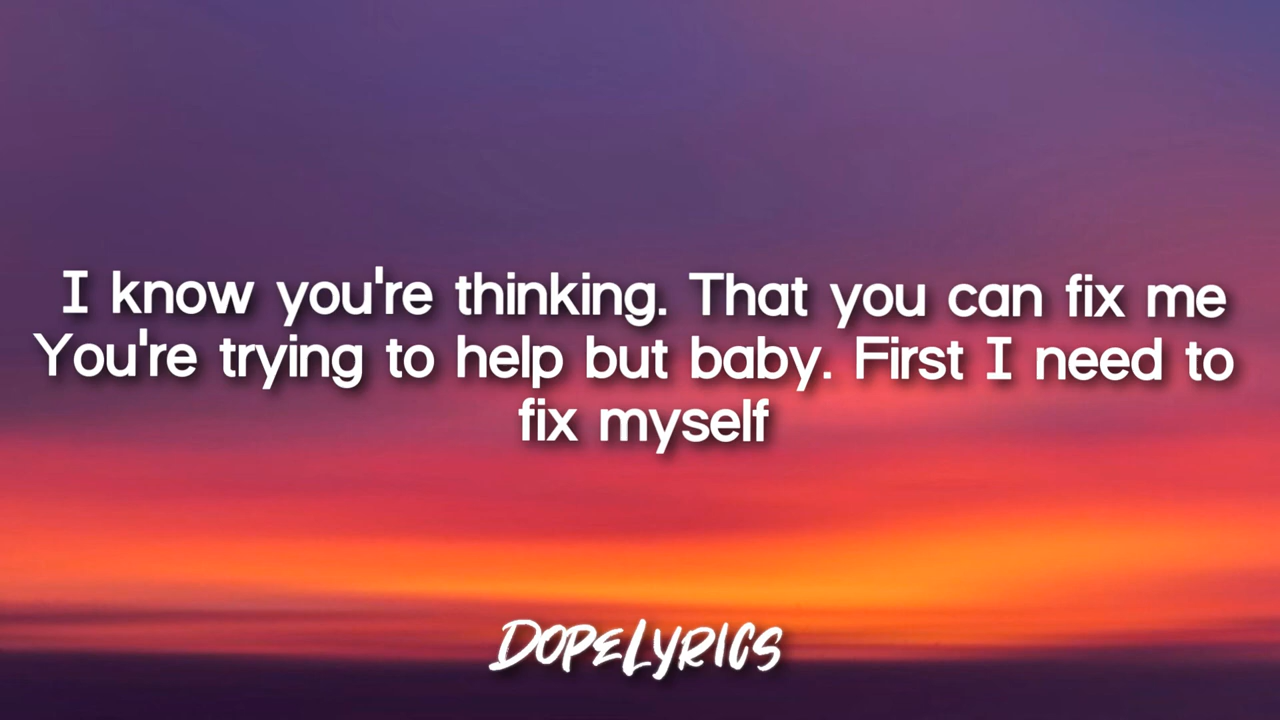 I know you're thinking. That you can fix me
You're trying to help but baby. First I need to
fix myself
DOPELYRICS